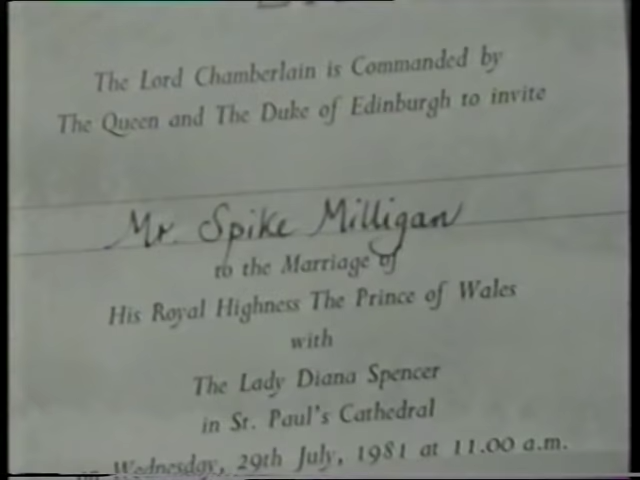 The Lord Chamberlain is Commanded by
The Queen and The Duke of Edinburgh to invite
Mr. Spike Milligan
to the Marriage of
His Royal Highness The Prince of Wales
with
The Lady Diana Spencer
in St. Paul's Cathedral
on Wednesday, 29th July, 1981 at 11.00 a.m.